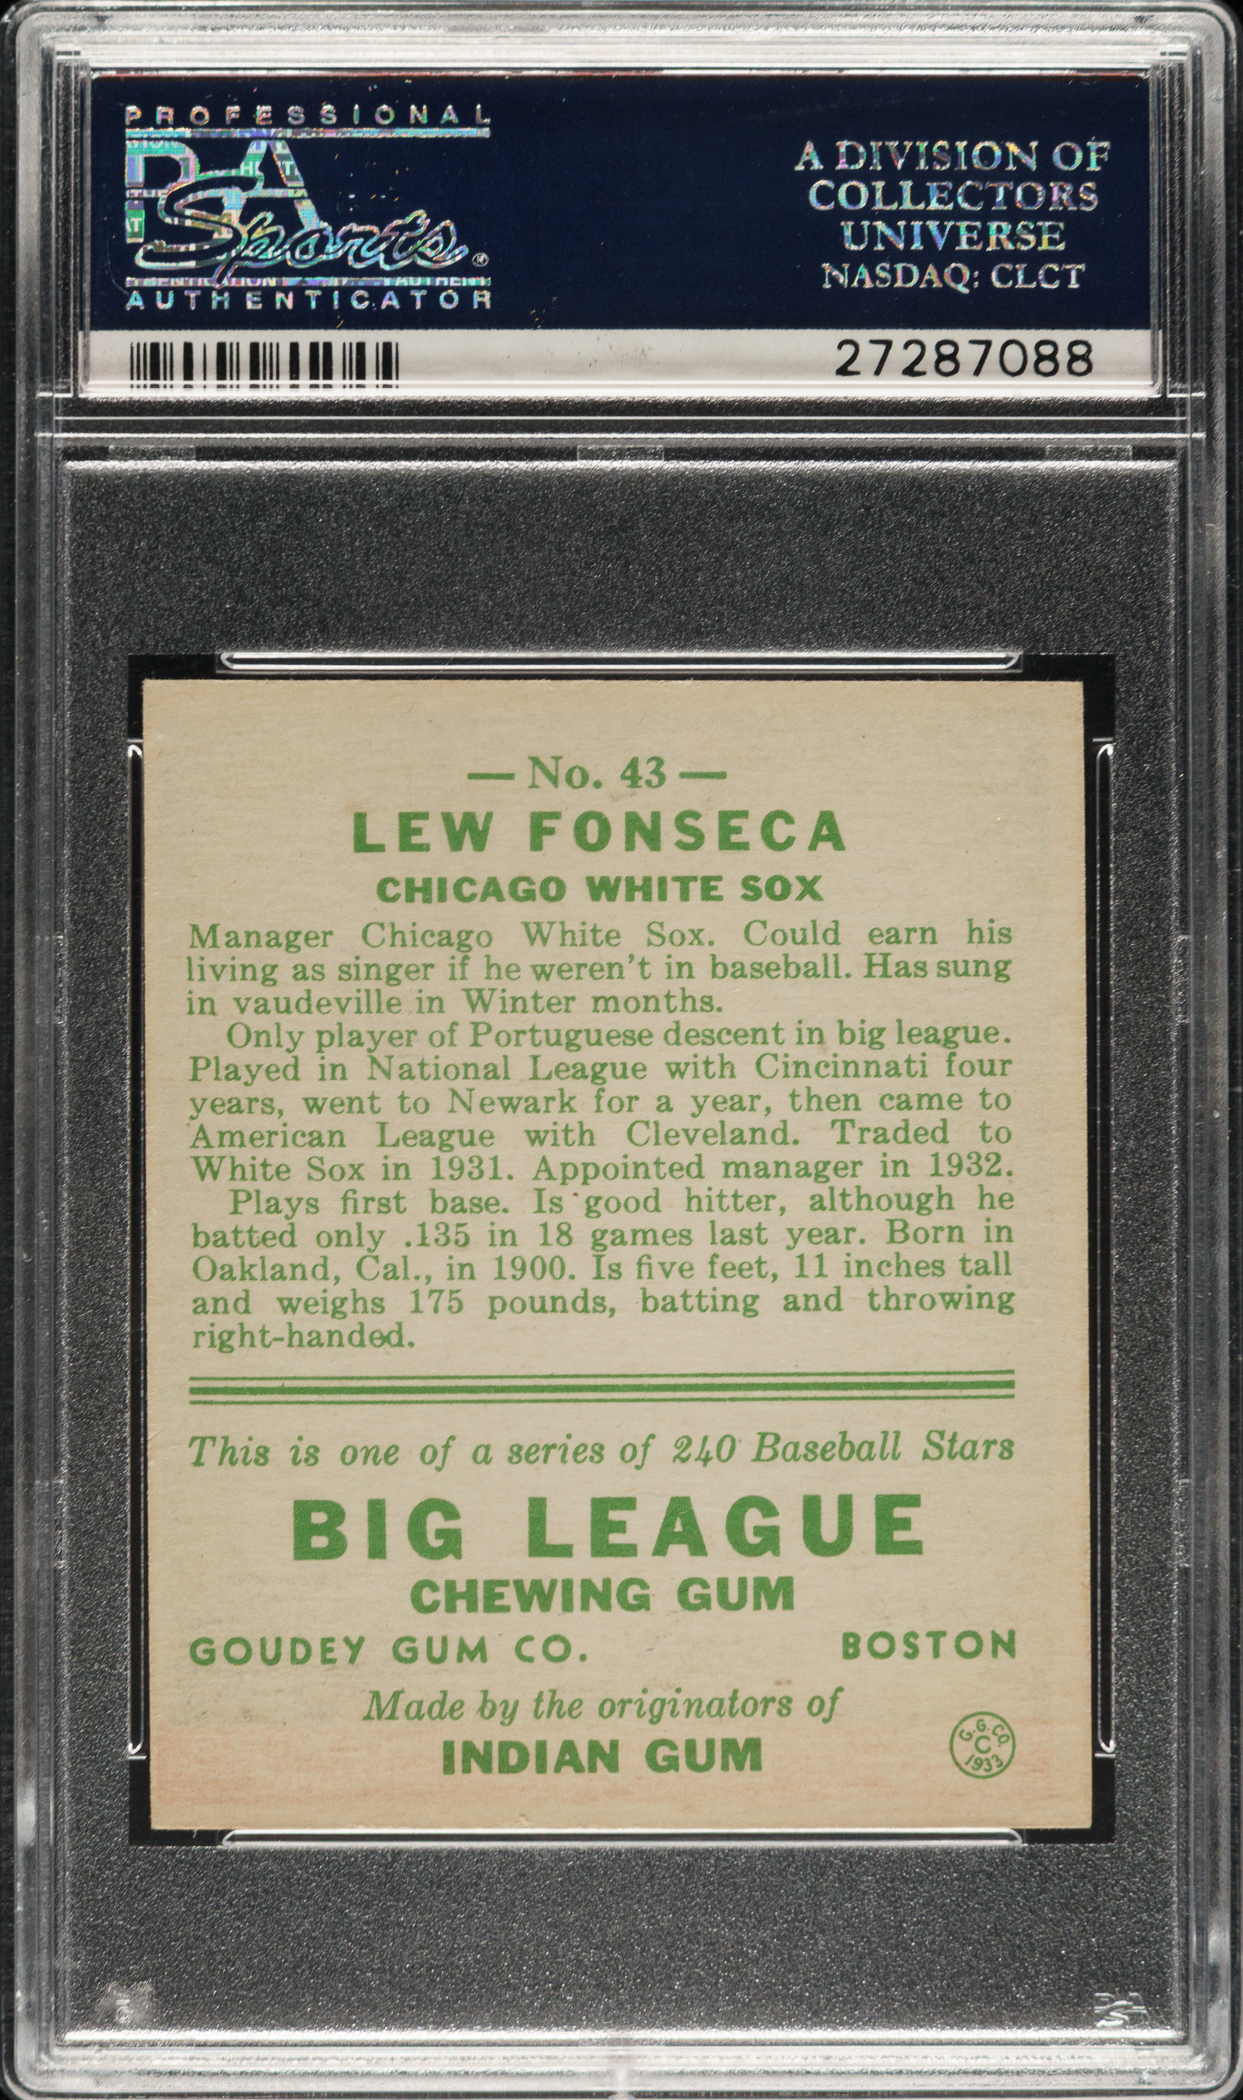 PROFESSIONAL
PSA
Sports®
AUTHENTICATOR
A DIVISION OF
COLLECTORS
UNIVERSE
NASDAQ: CLCT
27287088
— No. 43 —
LEW FONSECA
CHICAGO WHITE SOX
Manager Chicago White Sox. Could earn his
living as singer if he weren't in baseball. Has sung
in vaudeville in Winter months.
Only player of Portuguese descent in big league.
Played in National League with Cincinnati four
years, went to Newark for a year, then came to
American League with Cleveland. Traded to
White Sox in 1931. Appointed manager in 1932.
Plays first base. Is good hitter, although he
batted only .135 in 18 games last year. Born in
Oakland, Cal., in 1900. Is five feet, 11 inches tall
and weighs 175 pounds, batting and throwing
right-handed.
This is one of a series of 240 Baseball Stars
BIG LEAGUE
CHEWING GUM
GOUDEY GUM CO. BOSTON
Made by the originators of
INDIAN GUM
G. G. CO.
C
1933
PSA